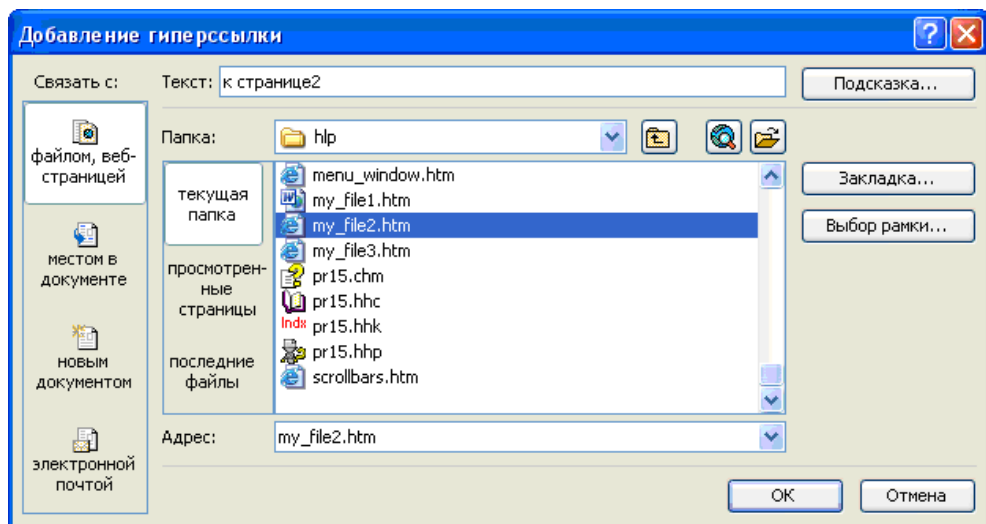 Добавление гиперссылки
Связать с:
Текст: к странице2
Подсказка...
файлом, веб-
страницей
Папка:
hlp
текущая
папка
menu_window.htm
my_file1.htm
my_file2.htm
my_file3.htm
pr15.chm
pr15.hhc
Indx pr15.hhk
pr15.hhp
scrollbars.htm
Закладка...
Выбор рамки...
местом в
документе
просмотрен-
ные
страницы
новым
документом
последние
файлы
Адрес:
my_file2.htm
электронной
почтой
ОК
Отмена